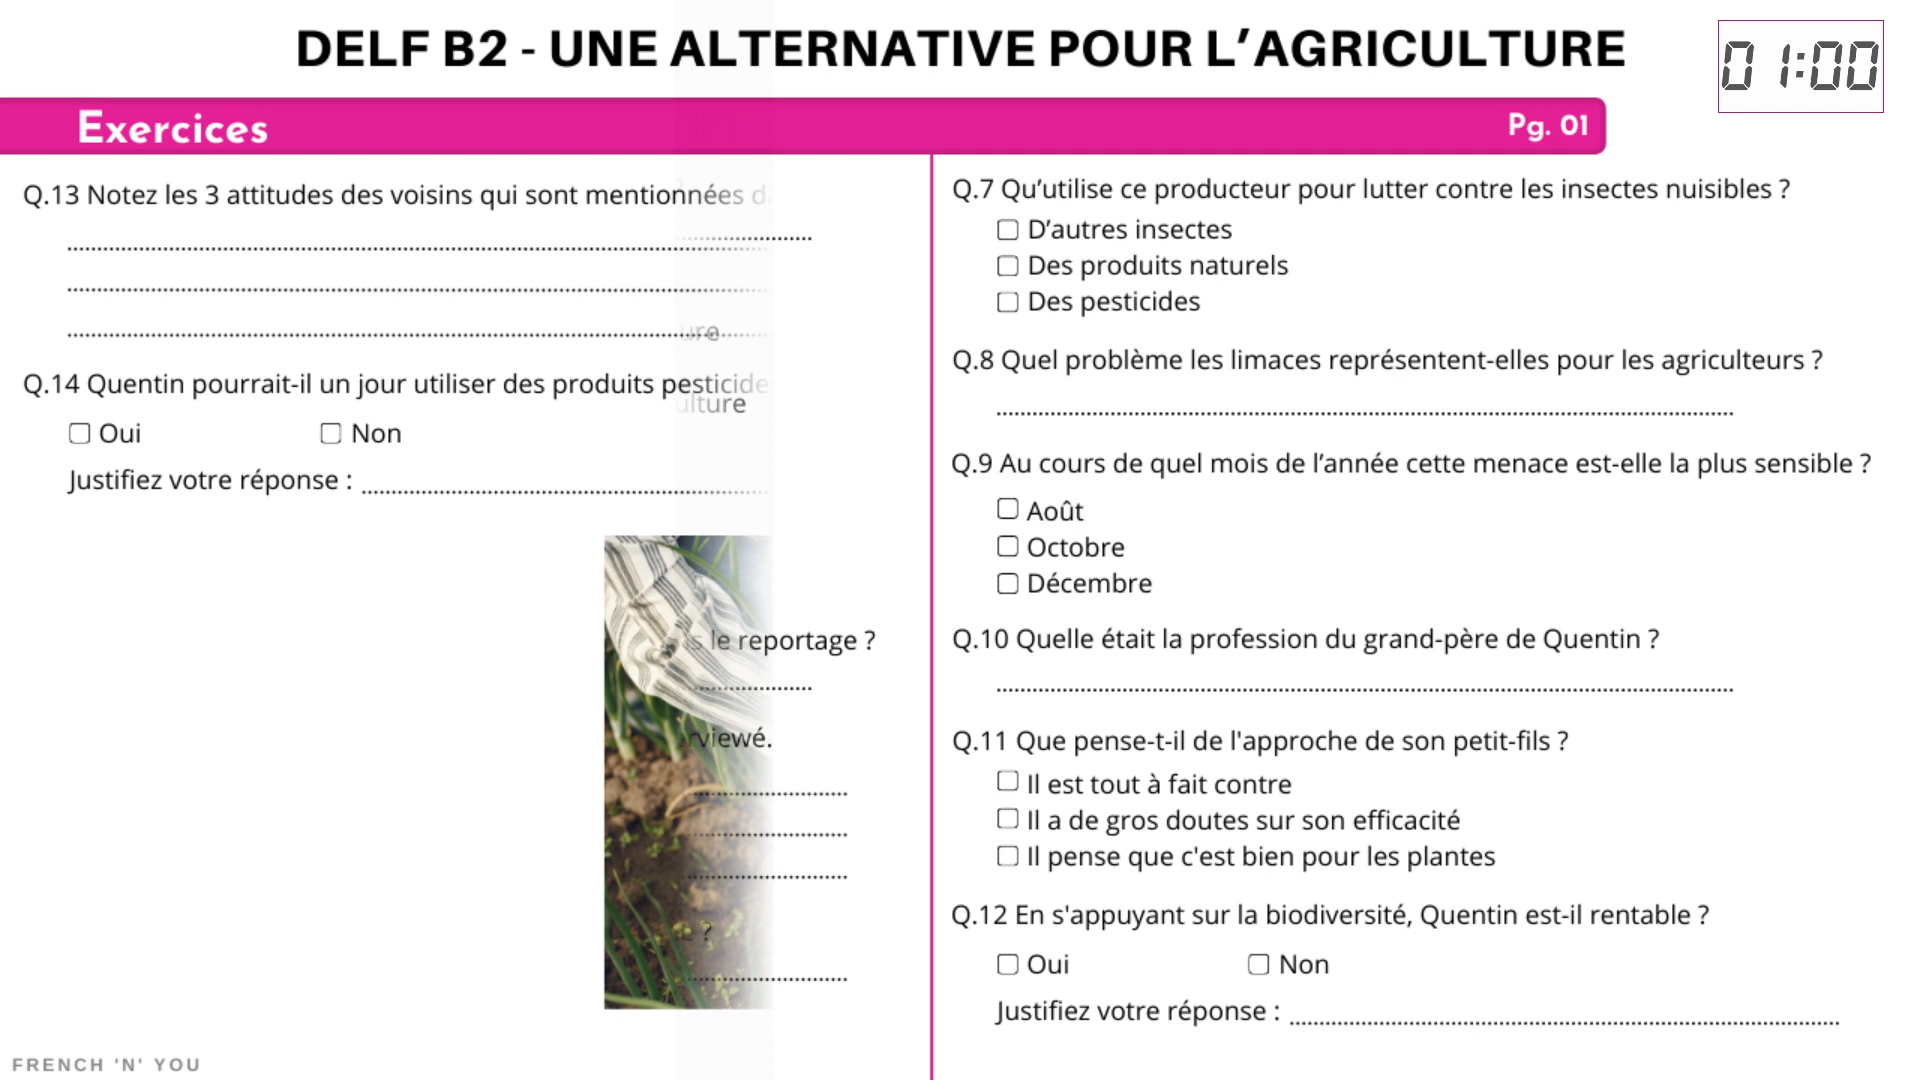 DELF B2 - UNE ALTERNATIVE POUR L’AGRICULTURE
01:00
Exercices
Pg. 01
Q.13 Notez les 3 attitudes des voisins qui sont mentionnées
ure
Q.14 Quentin pourrait-il un jour utiliser des produits pesticide
ulture
Oui
Non
Justifiez votre réponse :
le reportage ?
rviewé.
?
Q.7 Qu’utilise ce producteur pour lutter contre les insectes nuisibles ?
D’autres insectes
Des produits naturels
Des pesticides
Q.8 Quel problème les limaces représentent-elles pour les agriculteurs ?
Q.9 Au cours de quel mois de l’année cette menace est-elle la plus sensible ?
Août
Octobre
Décembre
Q.10 Quelle était la profession du grand-père de Quentin ?
Q.11 Que pense-t-il de l'approche de son petit-fils ?
Il est tout à fait contre
Il a de gros doutes sur son efficacité
Il pense que c'est bien pour les plantes
Q.12 En s'appuyant sur la biodiversité, Quentin est-il rentable ?
Oui
Non
Justifiez votre réponse :
FRENCH 'N' YOU